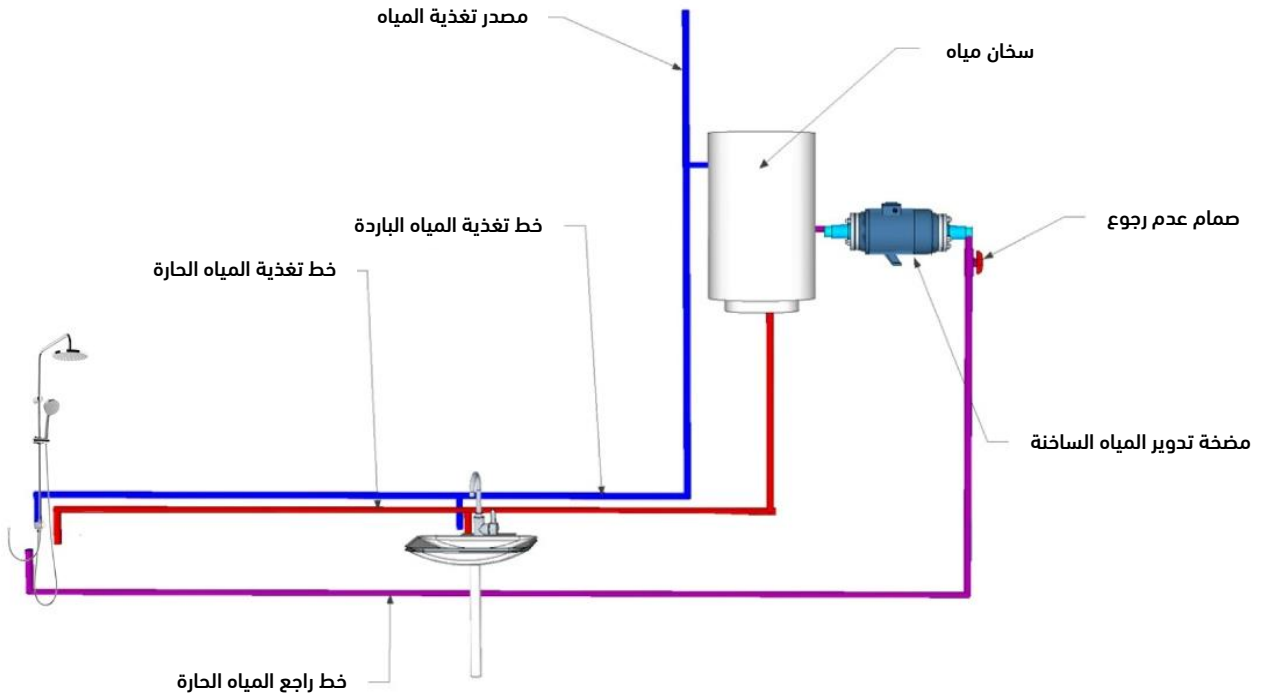 مصدر تغذية المياه
سخان مياه
صمام عدم رجوع
خط تغذية المياه الباردة
خط تغذية المياه الحارة
مضخة تدوير المياه الساخنة
خط راجع المياه الحارة